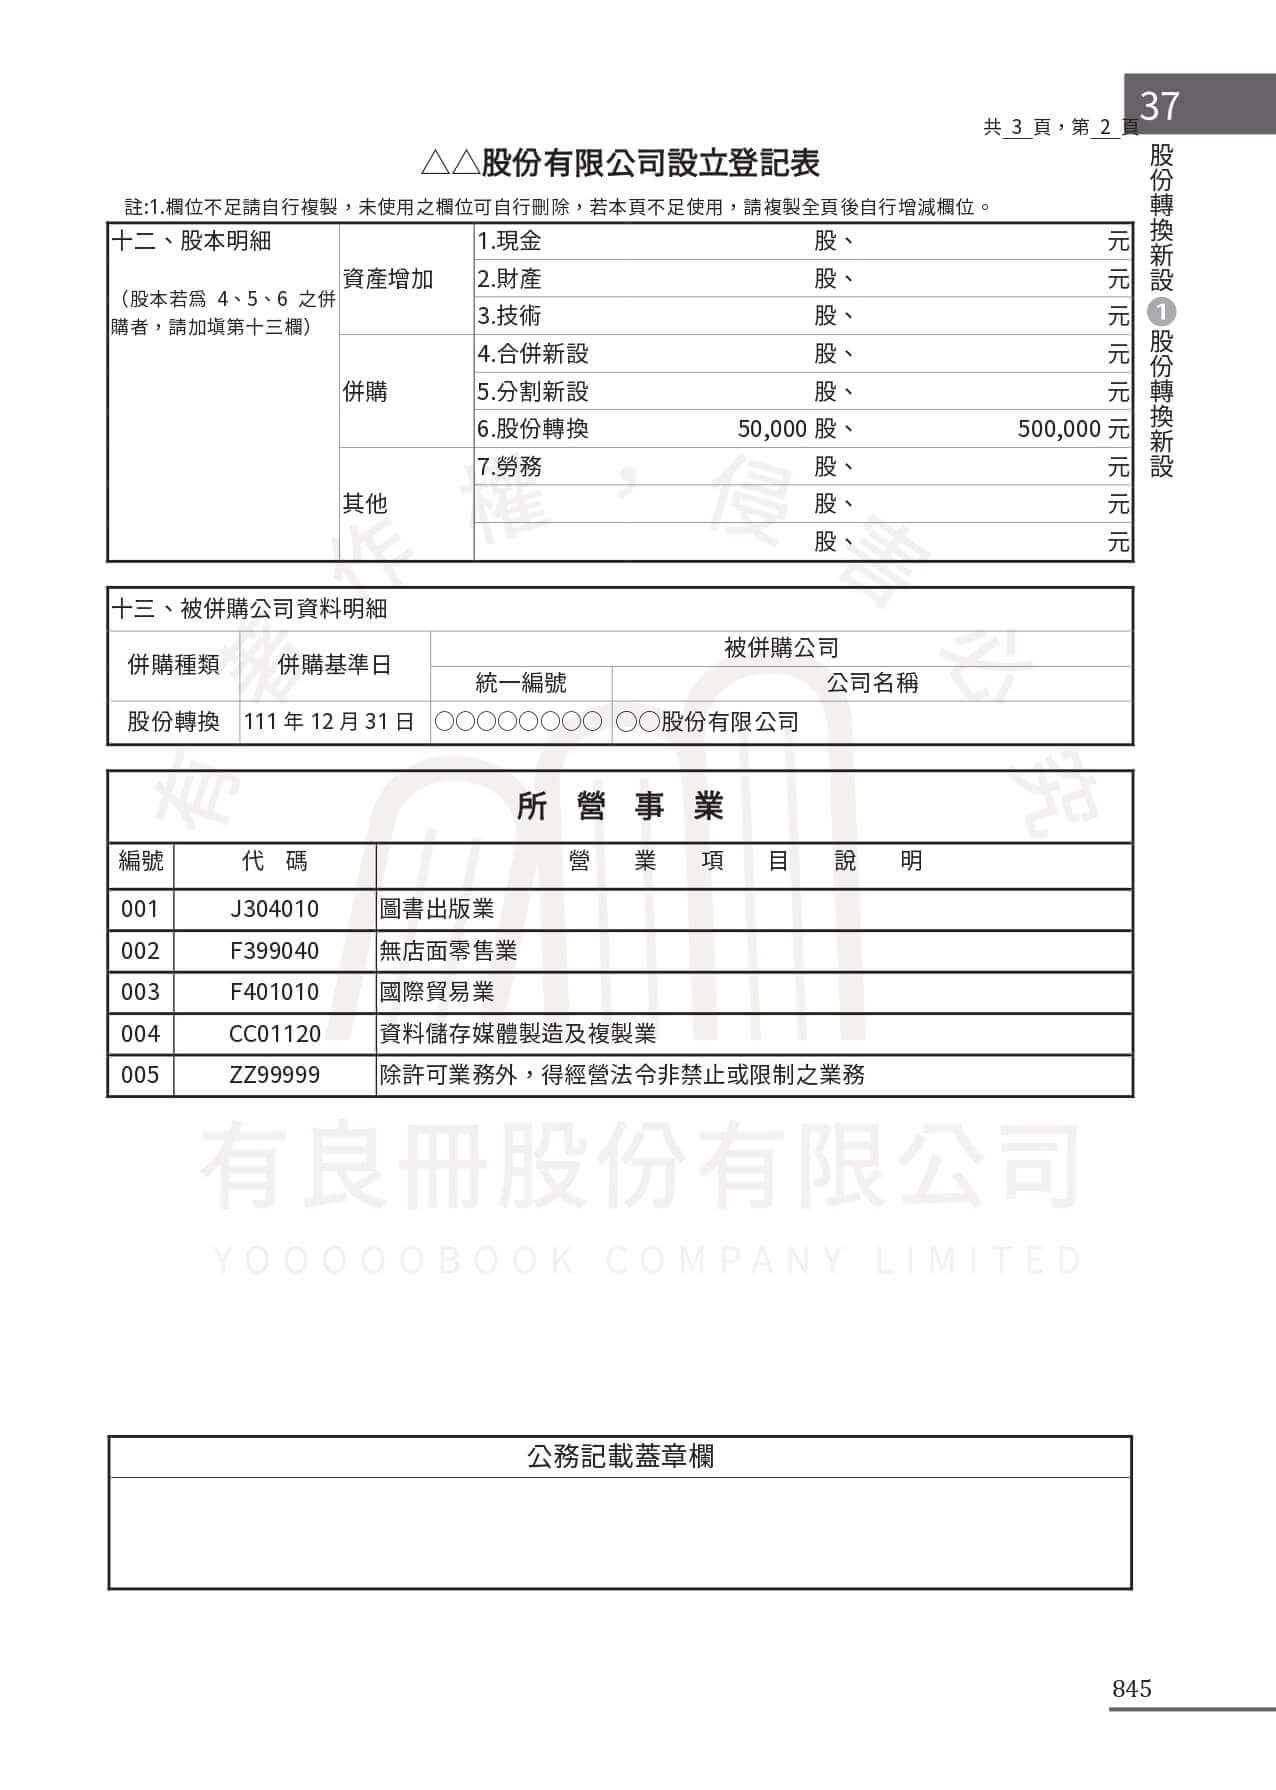 37
共 3 頁，第 2 頁
△△股份有限公司設立登記表
註:1.欄位不足請自行複製，未使用之欄位可自行刪除，若本頁不足使用，請複製全頁後自行增減欄位。
股份轉換新設 1 股份轉換新設
十二、股本明細
（股本若為 4、5、6 之併
購者，請加填第十三欄）
資產增加
1.現金 股、 元
2.財產 股、 元
3.技術 股、 元
併購
4.合併新設 股、 元
5.分割新設 股、 元
6.股份轉換 50,000 股、 500,000 元
其他
7.勞務 股、 元
股、 元
股、 元
十三、被併購公司資料明細
併購種類 併購基準日 被併購公司
統一編號 公司名稱
股份轉換 111 年 12 月 31 日 ○○○○○○○○ ○○股份有限公司
所營事業
編號 代碼 營業項目說明
001 J304010 圖書出版業
002 F399040 無店面零售業
003 F401010 國際貿易業
004 CC01120 資料儲存媒體製造及複製業
005 ZZ99999 除許可業務外，得經營法令非禁止或限制之業務
有著作權，侵害必究
有良冊股份有限公司
YOOOOOBOOK COMPANY LIMITED
公務記載蓋章欄
845